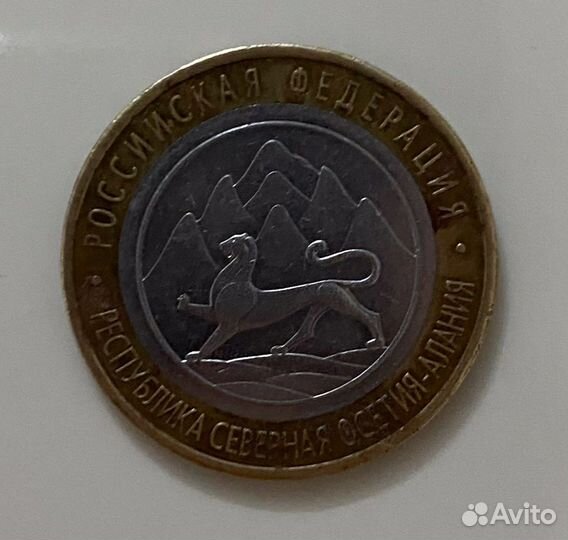 РОССИЙСКАЯ ФЕДЕРАЦИЯ
РЕСПУБЛИКА СЕВЕРНАЯ ОСЕТИЯ-АЛАНИЯ
Avito